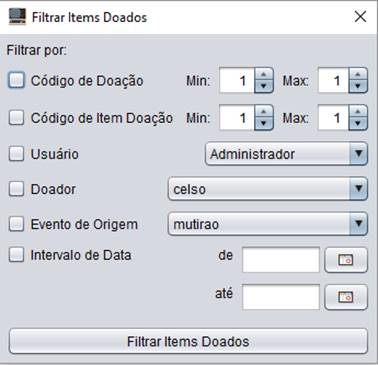 Filtrar Items Doados
Filtrar por:
Código de Doação Min: 1 Max: 1
Código de Item Doação Min: 1 Max: 1
Usuário Administrador
Doador celso
Evento de Origem mutirao
Intervalo de Data de
até
Filtrar Items Doados